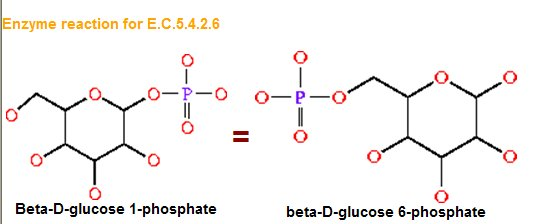 Enzyme reaction for E.C.5.4.2.6
O
O
O
P
O
O
O
P
O
O
O
O
=
O
O
O
O
O
O
O
O
Beta-D-glucose 1-phosphate
beta-D-glucose 6-phosphate